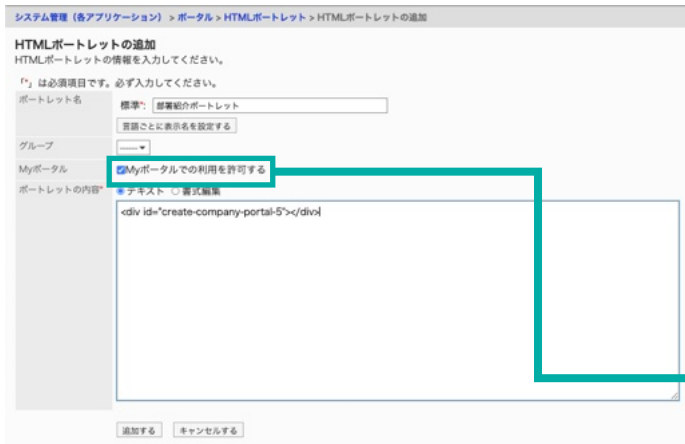 システム管理（各アプリケーション） > ポータル > HTMLポートレット > HTMLポートレットの追加
HTMLポートレットの追加
HTMLポートレットの情報を入力してください。
「*」は必須項目です。必ず入力してください。
ポートレット名
標準*: 部署紹介ポートレット
言語ごとに表示名を設定する
グループ
-----
Myポータル
Myポータルでの利用を許可する
ポートレットの内容*
テキスト 書式編集
<div id="create-company-portal-5"></div>
追加する キャンセルする